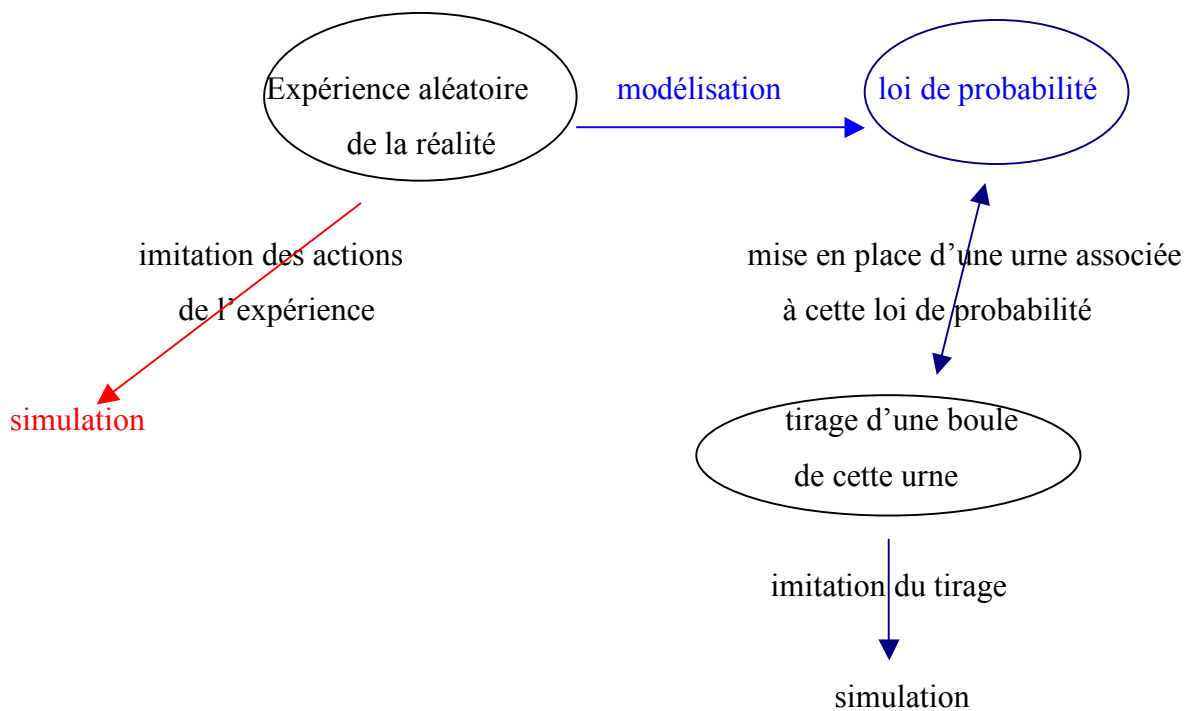 Expérience aléatoire
de la réalité
modélisation
loi de probabilité
imitation des actions
de l’expérience
mise en place d’une urne associée
à cette loi de probabilité
simulation
tirage d’une boule
de cette urne
imitation du tirage
simulation